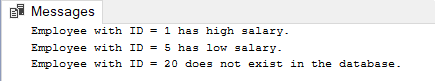 Messages
Employee with ID = 1 has high salary.
Employee with ID = 5 has low salary.
Employee with ID = 20 does not exist in the database.